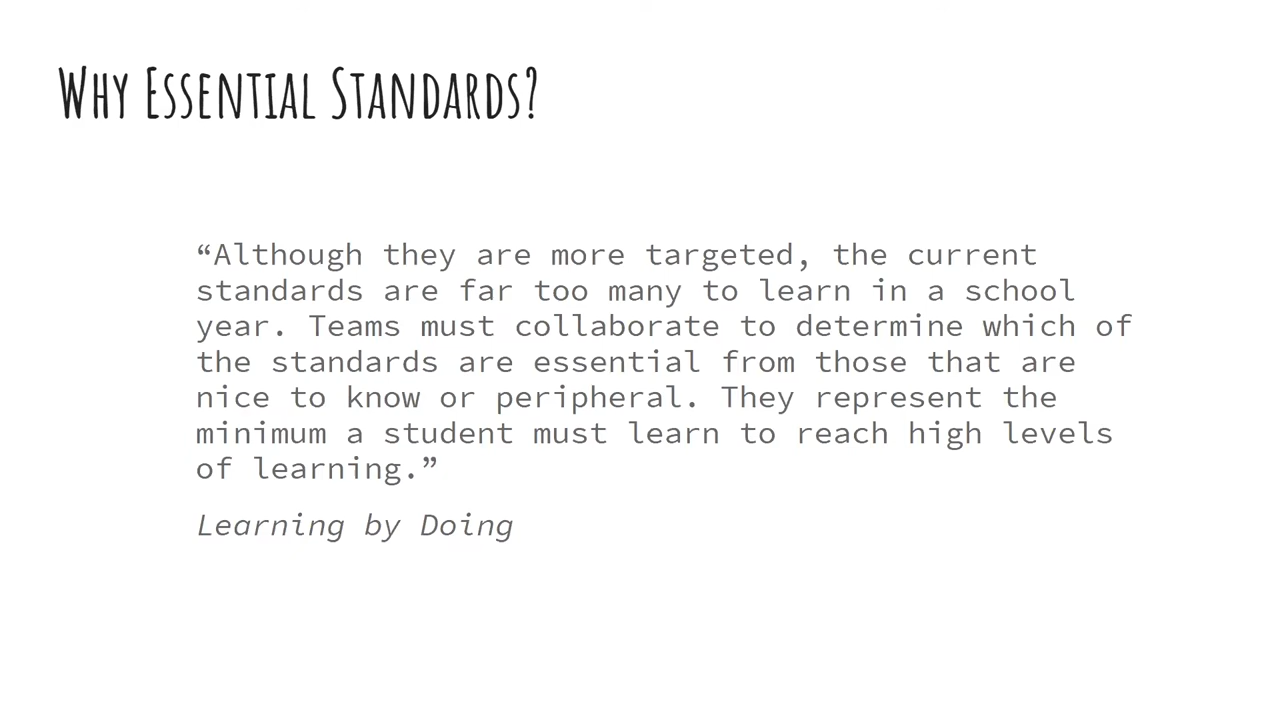 Why Essential Standards?
“Although they are more targeted, the current
standards are far too many to learn in a school
year. Teams must collaborate to determine which of
the standards are essential from those that are
nice to know or peripheral. They represent the
minimum a student must learn to reach high levels
of learning.”
Learning by Doing